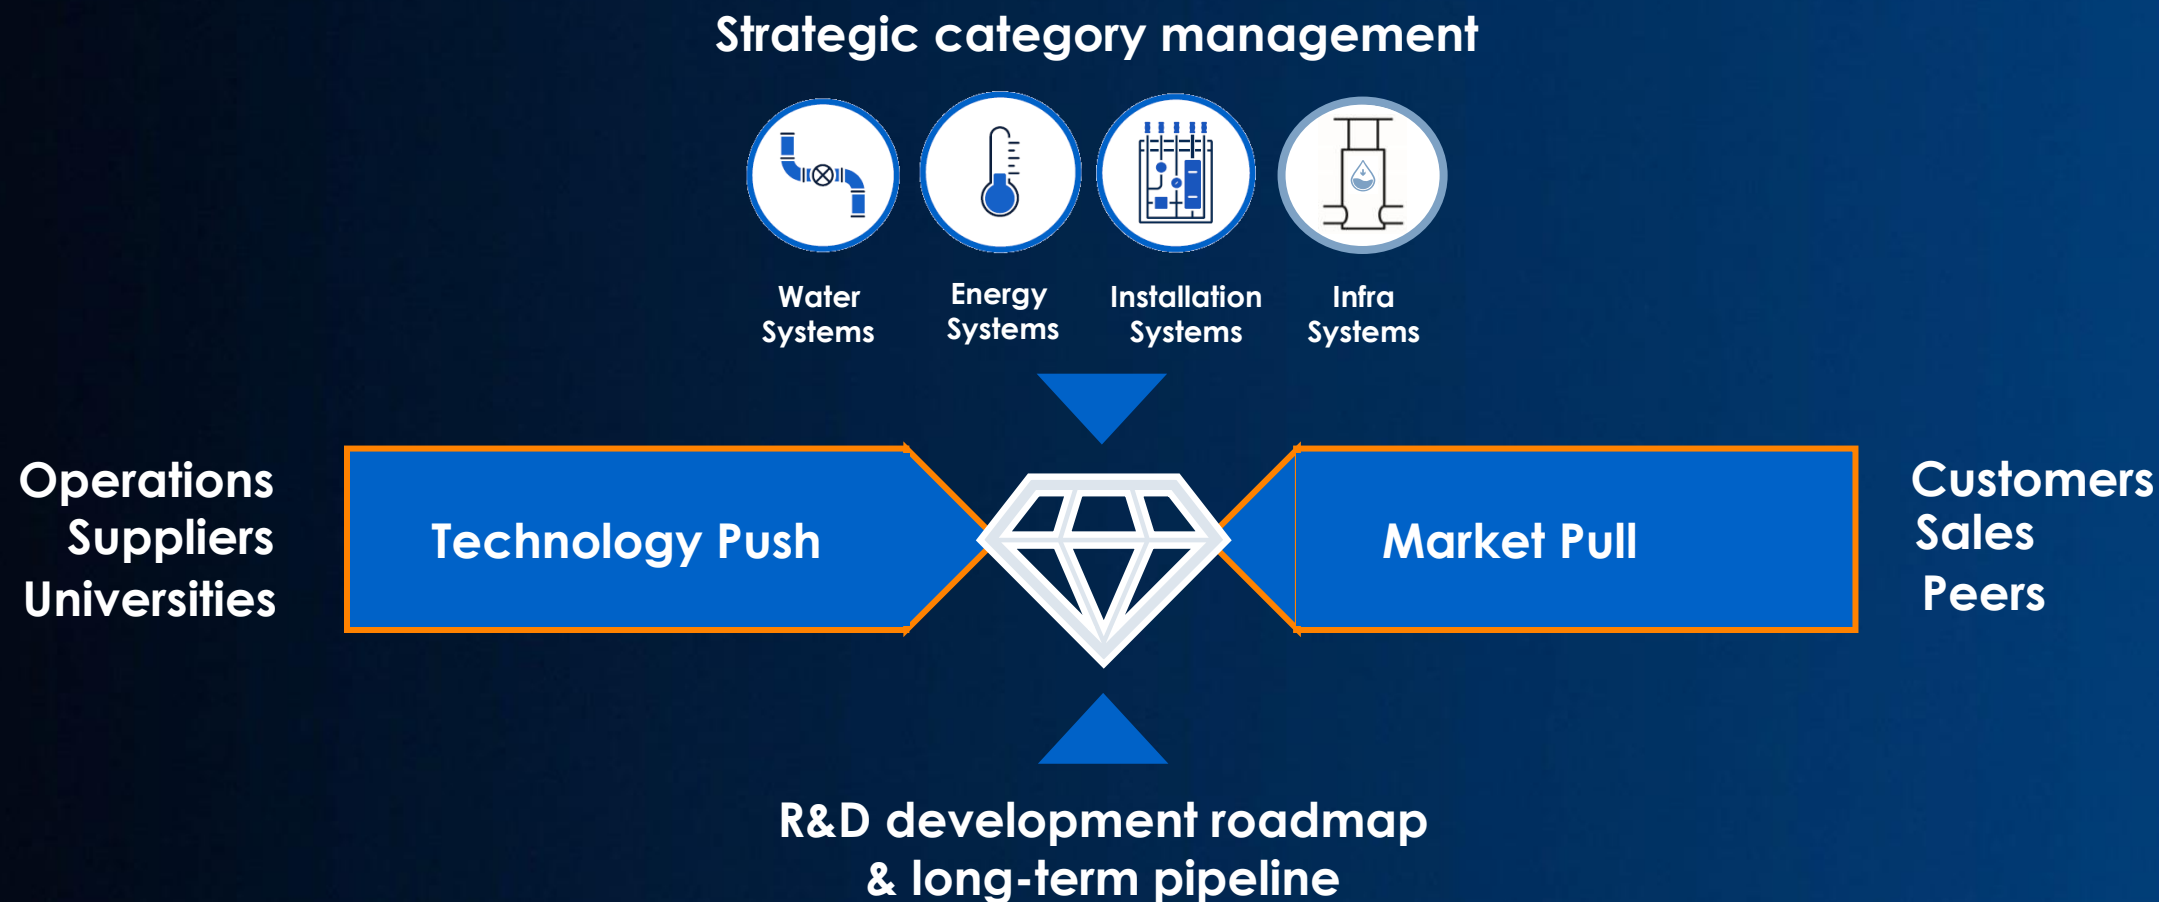 Strategic category management
Water
Systems
Energy
Systems
Installation
Systems
Infra
Systems
Operations
Suppliers
Universities
Technology Push
Market Pull
Customers
Sales
Peers
R&D development roadmap
& long-term pipeline